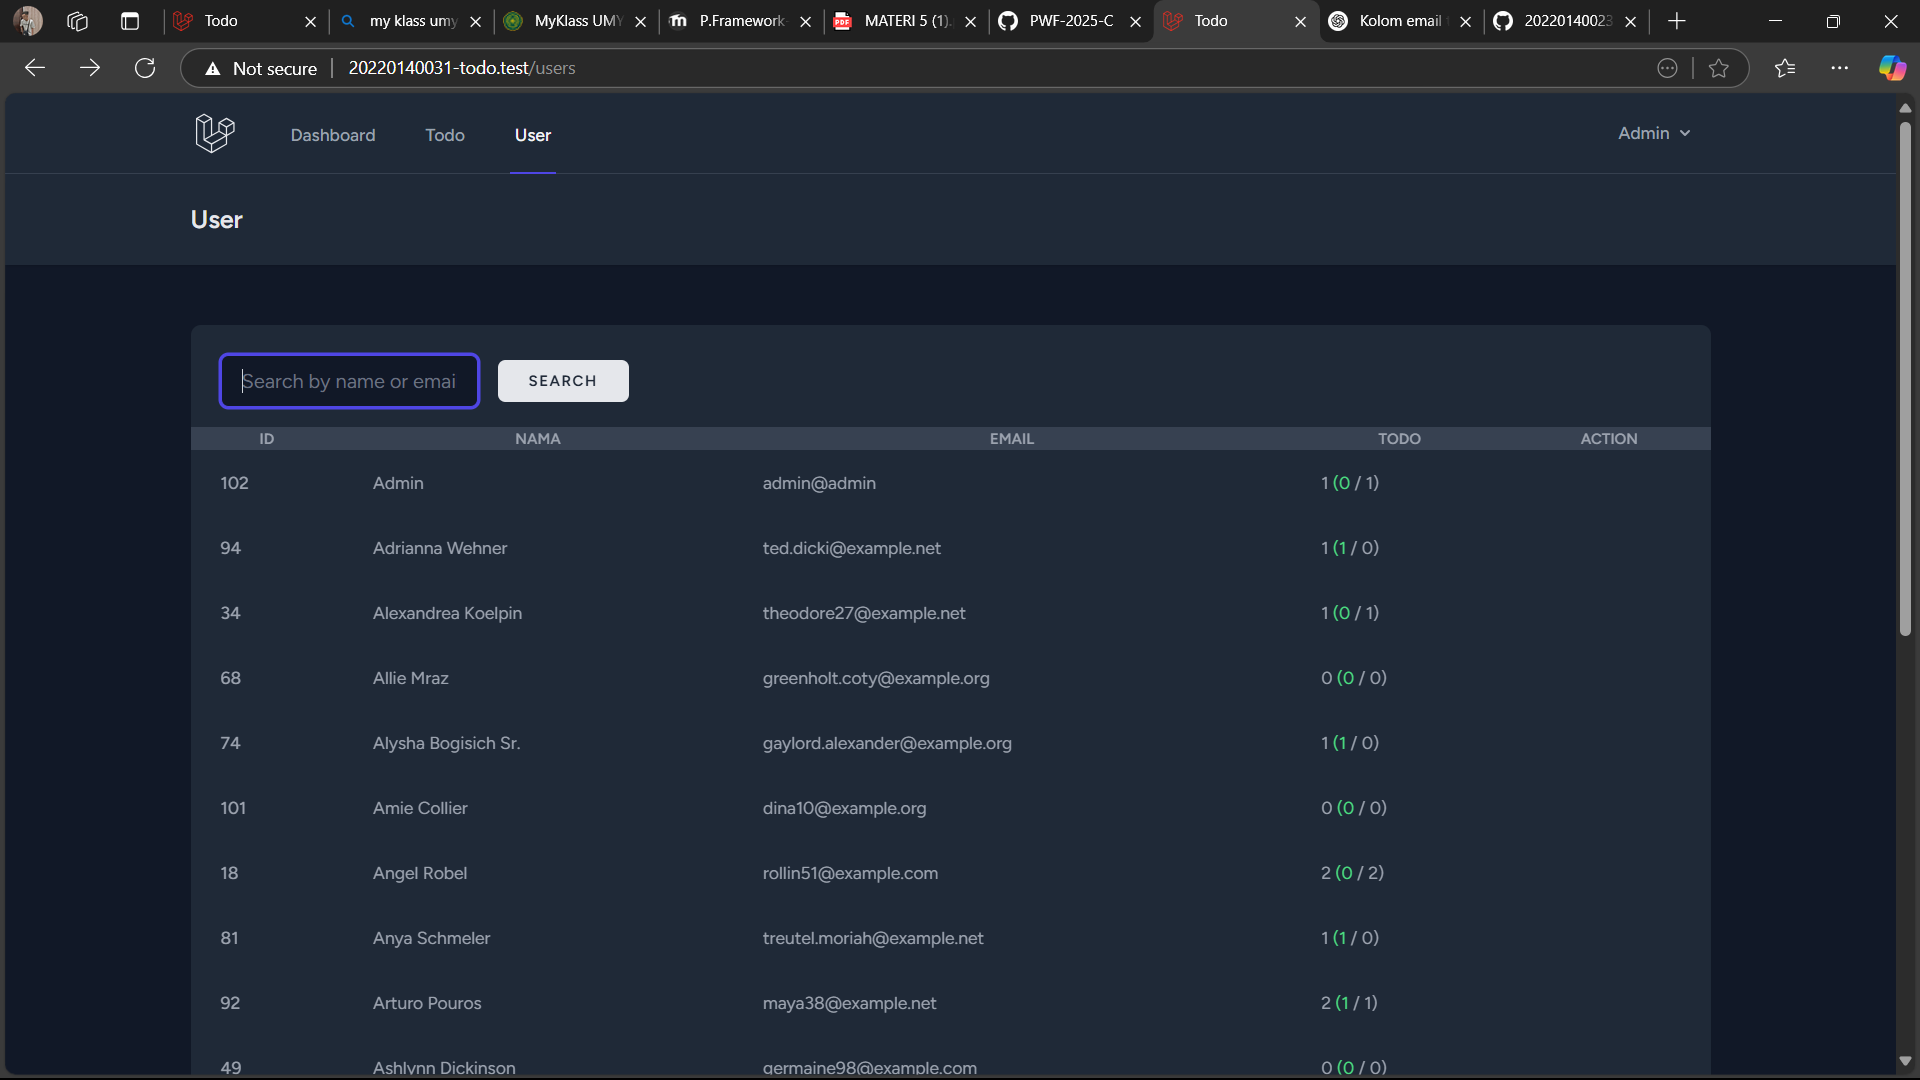 Todo
my klass umy
MyKlass UMY
P.Framework
MATERI 5 (1).
PWF-2025-C
Todo
Kolom email
20220140023
Not secure
20220140031-todo.test/users
Dashboard
Todo
User
Admin
User
Search by name or emai
SEARCH
ID NAMA EMAIL TODO ACTION
102 Admin admin@admin 1 (0 / 1)
94 Adrianna Wehner ted.dicki@example.net 1 (1 / 0)
34 Alexandrea Koelpin theodore27@example.net 1 (0 / 1)
68 Allie Mraz greenholt.coty@example.org 0 (0 / 0)
74 Alysha Bogisich Sr. gaylord.alexander@example.org 1 (1 / 0)
101 Amie Collier dina10@example.org 0 (0 / 0)
18 Angel Robel rollin51@example.com 2 (0 / 2)
81 Anya Schmeler treutel.moriah@example.net 1 (1 / 0)
92 Arturo Pouros maya38@example.net 2 (1 / 1)
49 Ashlynn Dickinson germaine98@example.com 0 (0 / 0)